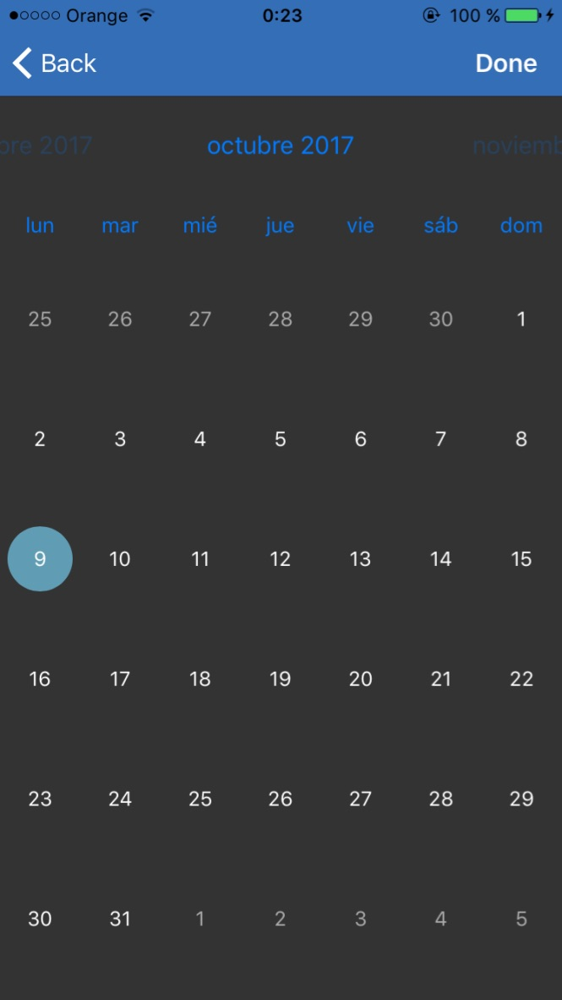 Orange 0:23 100 %
Back Done
bre 2017 octubre 2017 noviemb
lun mar mié jue vie sáb dom
25 26 27 28 29 30 1
2 3 4 5 6 7 8
9 10 11 12 13 14 15
16 17 18 19 20 21 22
23 24 25 26 27 28 29
30 31 1 2 3 4 5